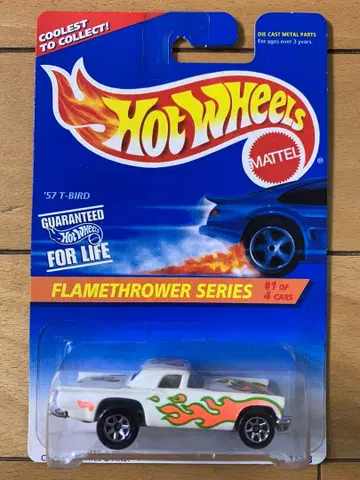 COOLEST
TO COLLECT!
DIE CAST METAL PARTS
For ages over 3 years.
HOT WHEELS
MATTEL
'57 T-BIRD
GUARANTEED
Hot Wheels
FOR LIFE
FLAMETHROWER SERIES
#1 OF
4 CARS